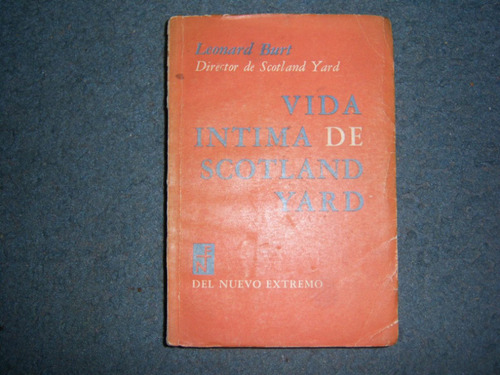 Leonard Burt
Director de Scotland Yard
VIDA
INTIMA DE
SCOTLAND
YARD
DEL NUEVO EXTREMO